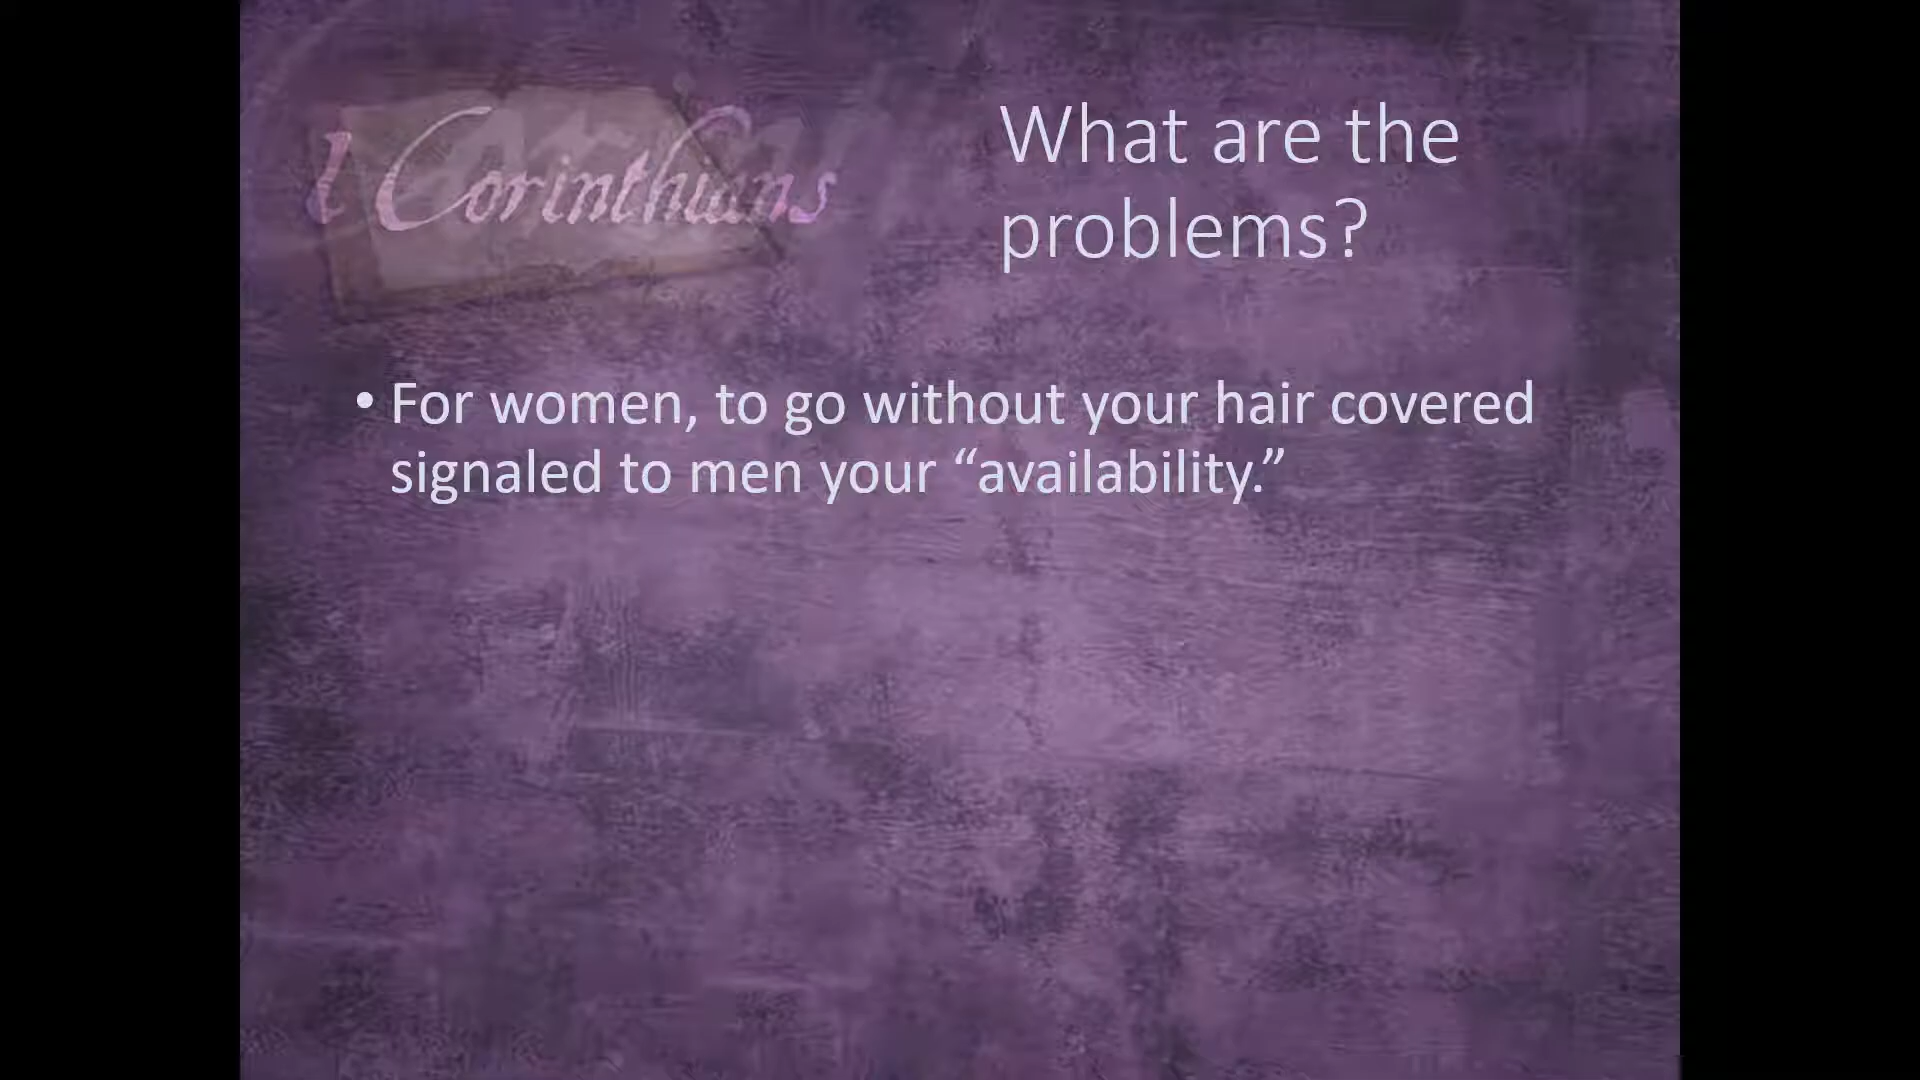 1 Corinthians
What are the
problems?
• For women, to go without your hair covered
signaled to men your “availability.”